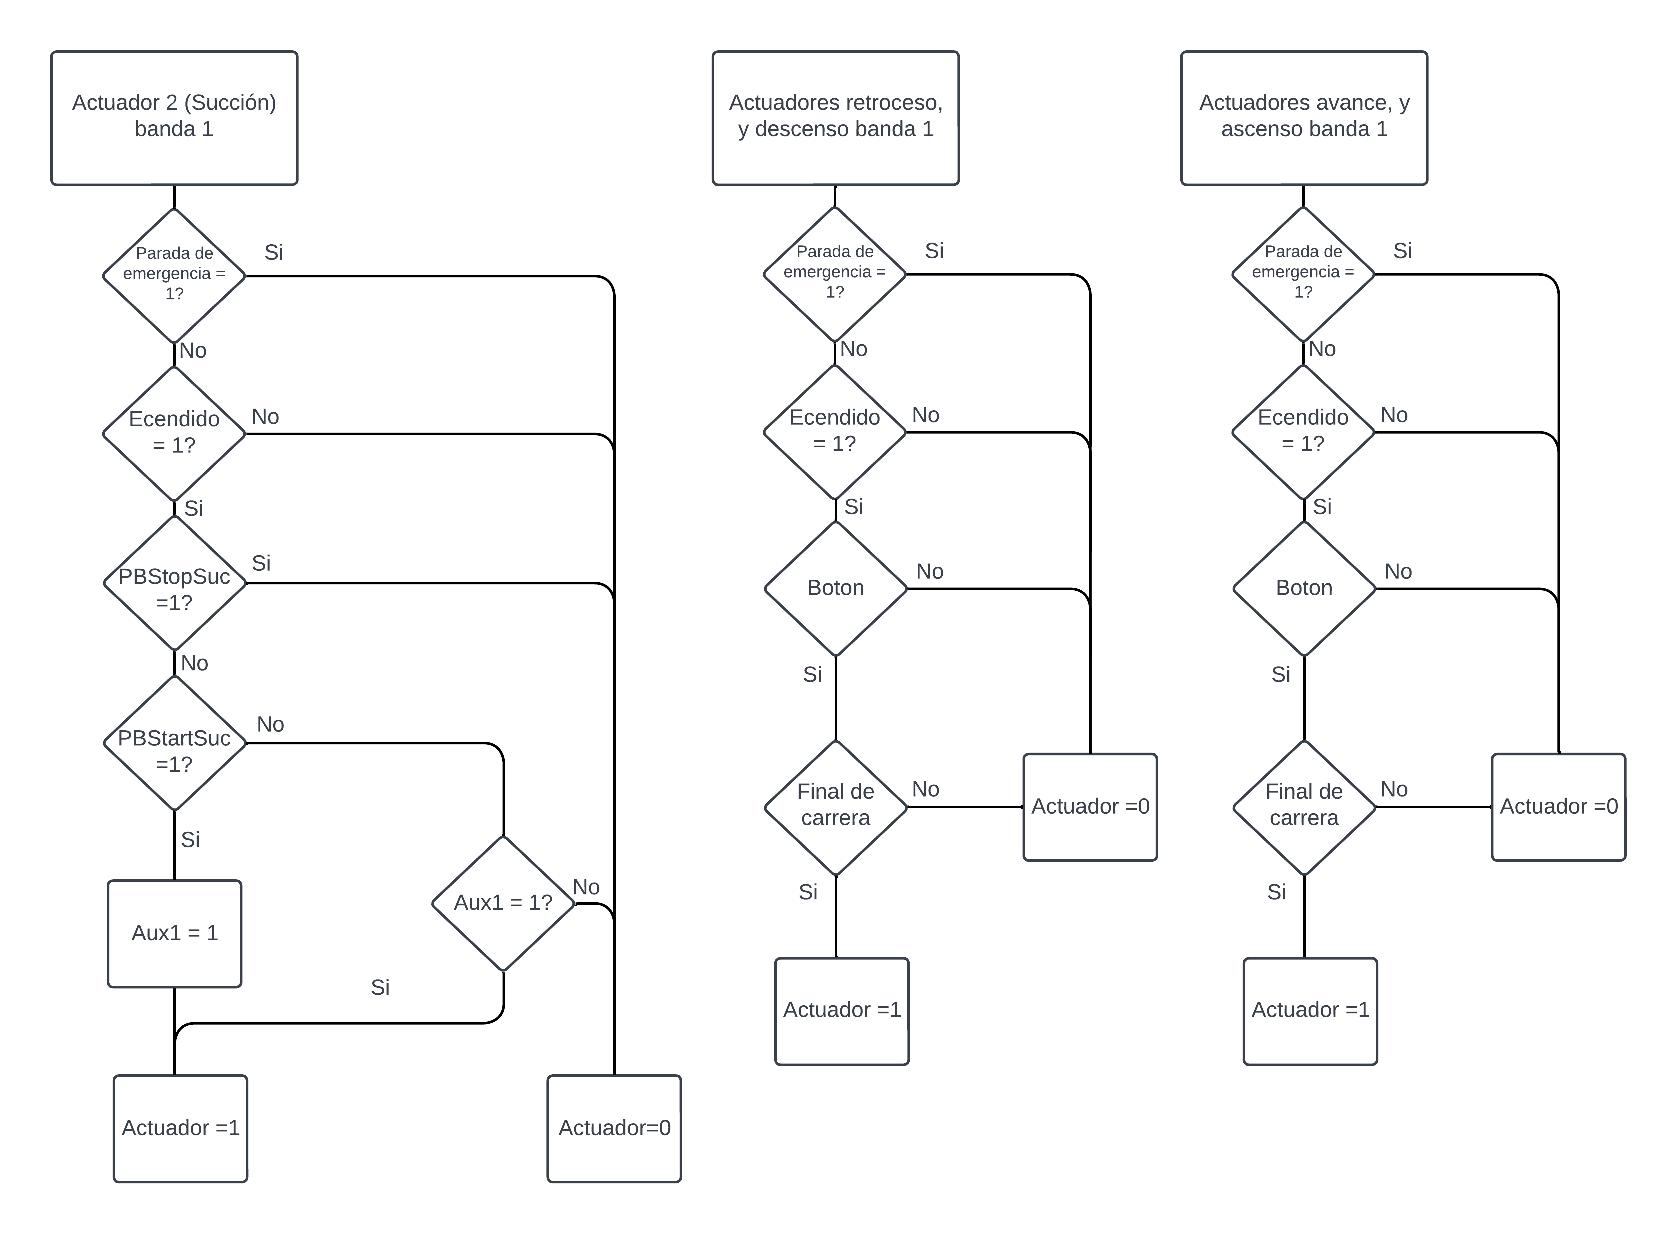 Actuador 2 (Succión)
banda 1
Parada de
emergencia =
1?
Si
No
Ecendido
= 1?
No
Si
PBStopSuc
=1?
Si
No
PBStartSuc
=1?
No
Si
Aux1 = 1
Aux1 = 1?
No
Si
Actuador =1
Actuador=0
Actuadores retroceso,
y descenso banda 1
Parada de
emergencia =
1?
Si
No
Ecendido
= 1?
No
Si
Boton
No
Si
Final de
carrera
No
Actuador =0
Si
Actuador =1
Actuadores avance, y
ascenso banda 1
Parada de
emergencia =
1?
Si
No
Ecendido
= 1?
No
Si
Boton
No
Si
Final de
carrera
No
Actuador =0
Si
Actuador =1